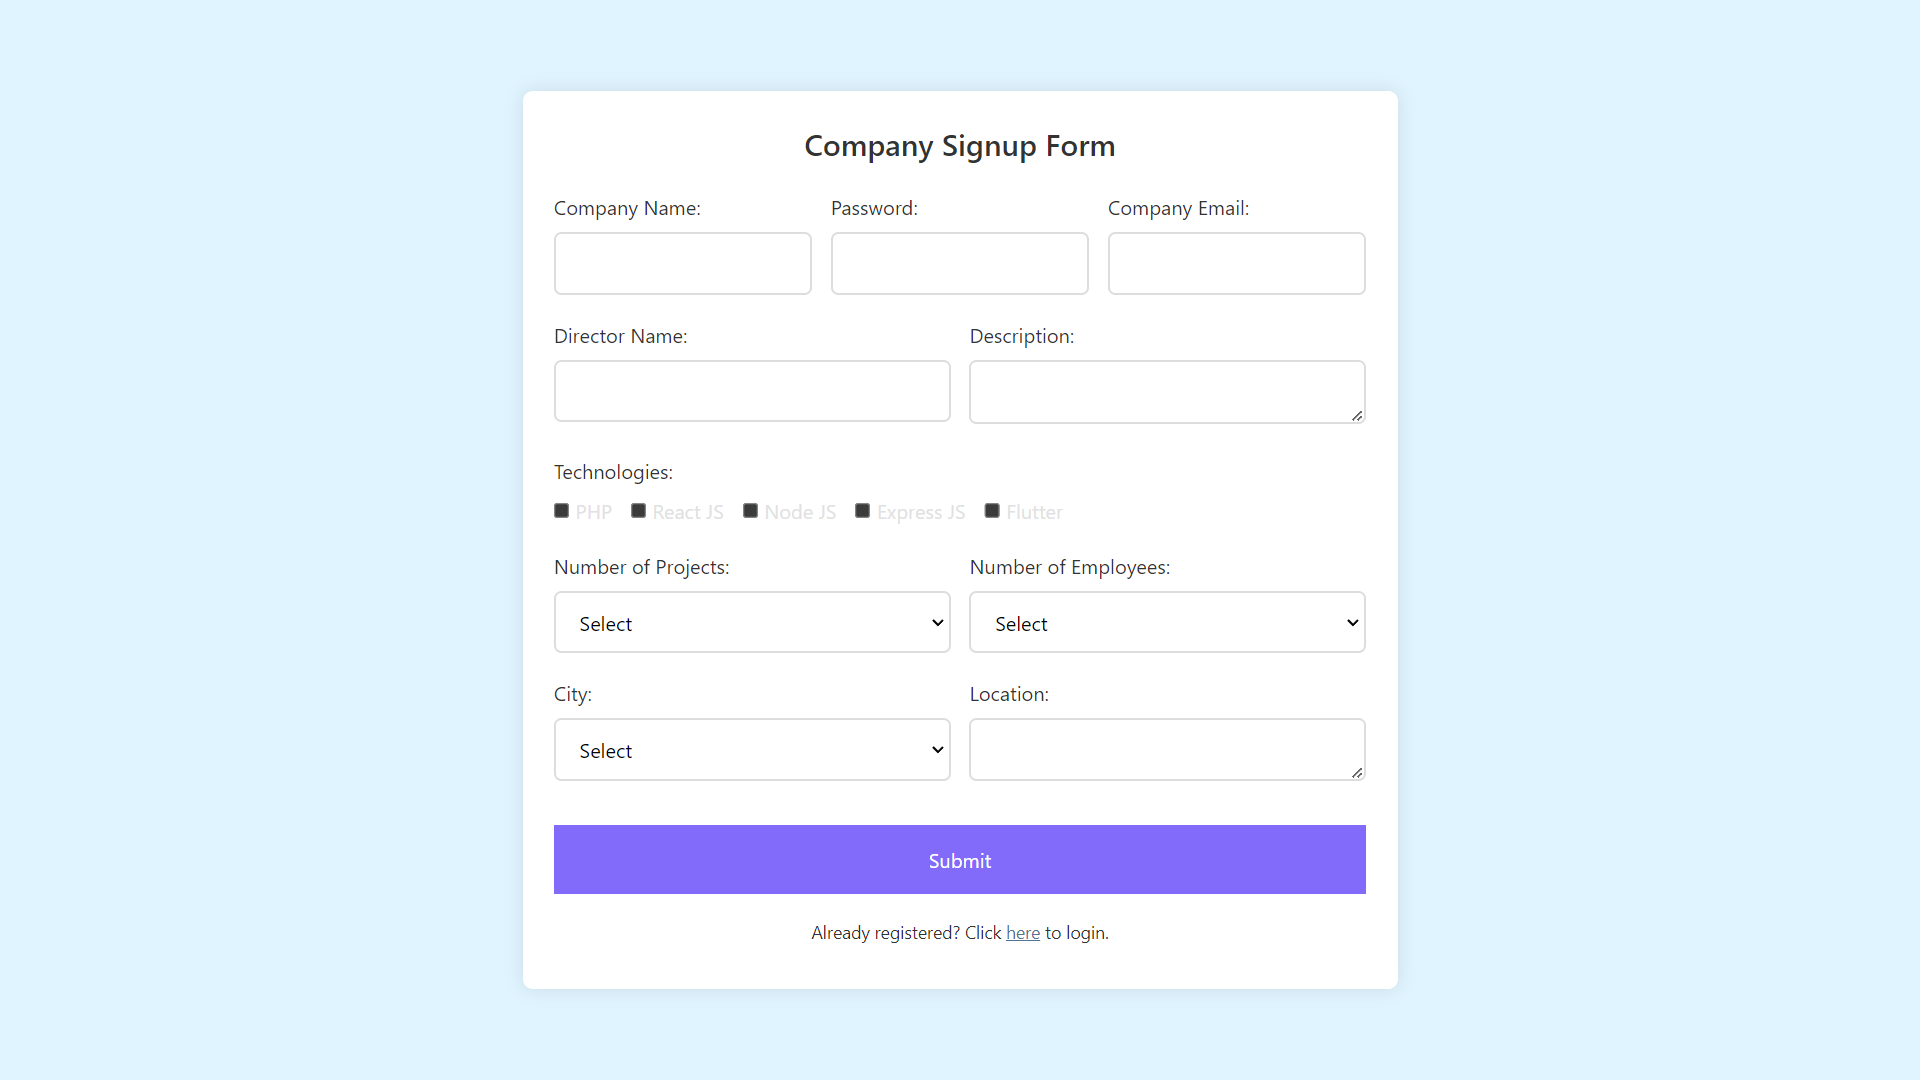 Company Signup Form
Company Name: Password: Company Email:
Director Name: Description:
Technologies:
PHP React JS Node JS Express JS Flutter
Number of Projects: Number of Employees:
Select Select
City: Location:
Select
Submit
Already registered? Click here to login.